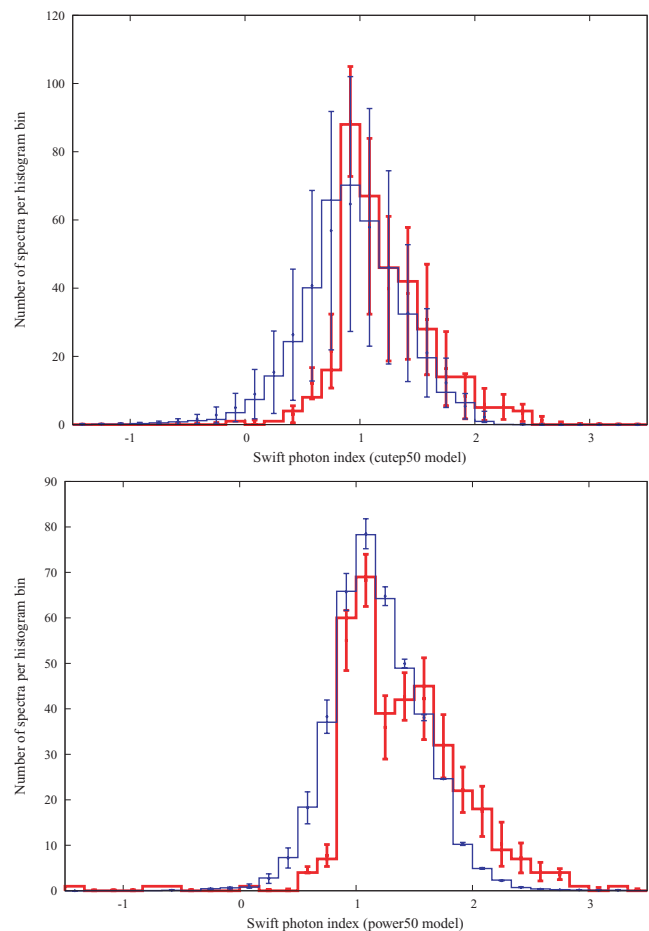 120
100
80
60
40
20
0
Number of spectra per histogram bin
-1 0 1 2 3
Swift photon index (cutep50 model)
90
80
70
60
50
40
30
20
10
0
Number of spectra per histogram bin
-1 0 1 2 3
Swift photon index (power50 model)